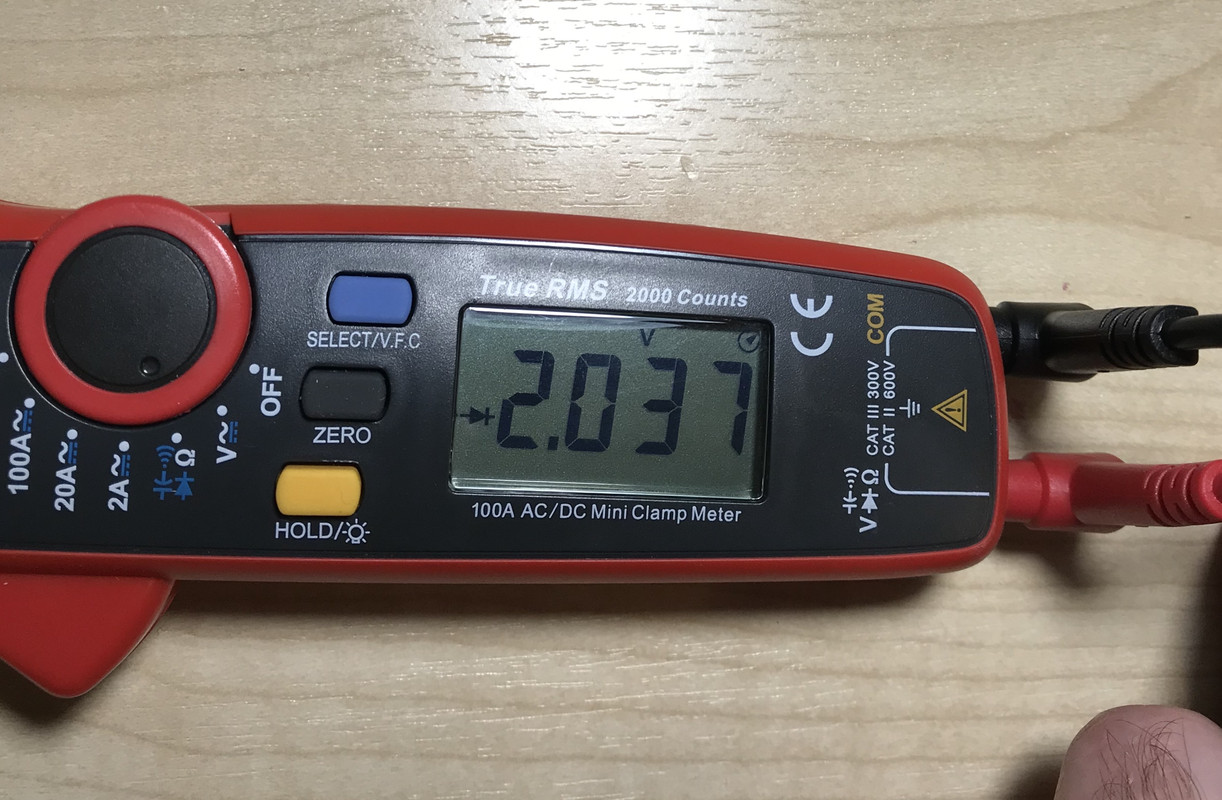 True RMS 2000 Counts
SELECT/V.F.C
ZERO
HOLD/
OFF
V
Ω
2A
20A
100A
V
2.037
100A AC/DC Mini Clamp Meter
CE
COM
CAT III 300V
CAT II 600V
V Ω